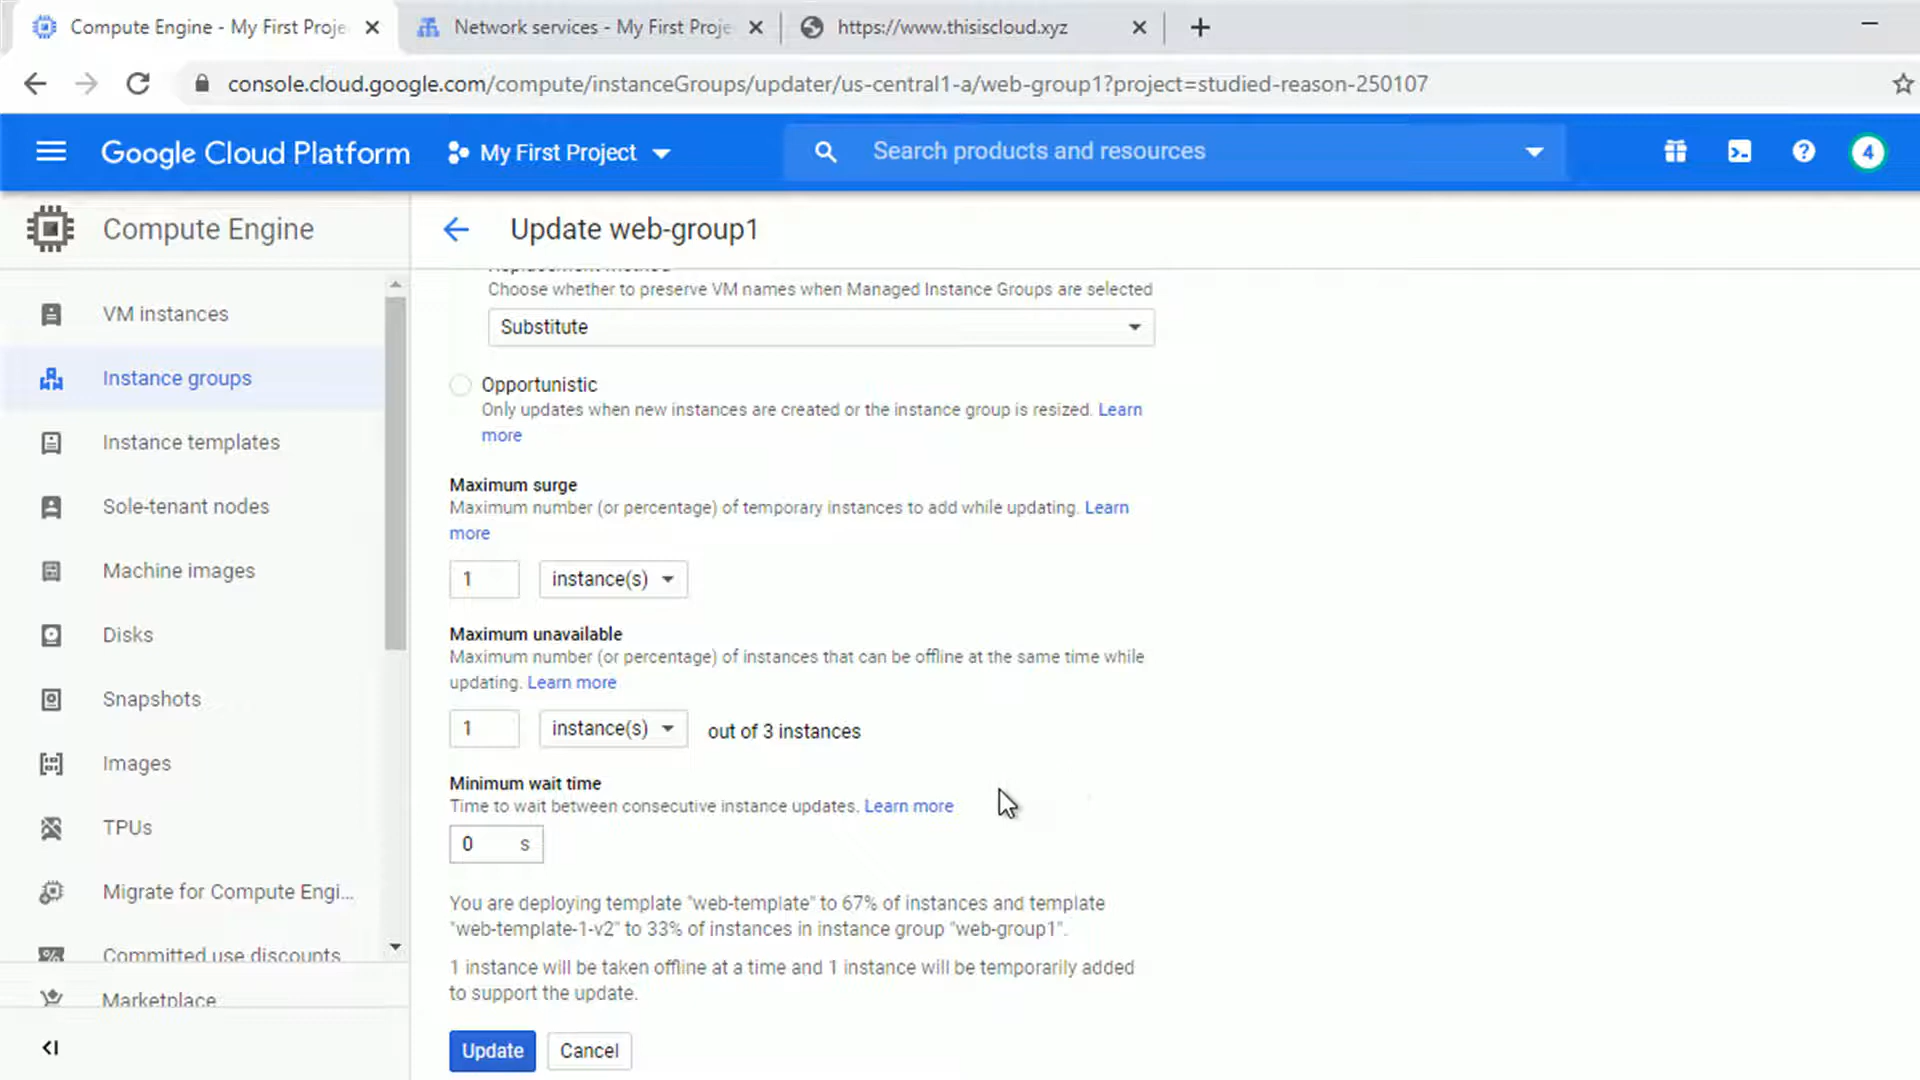 Compute Engine - My First Proje
Network services - My First Proje
https://www.thisiscloud.xyz
console.cloud.google.com/compute/instanceGroups/updater/us-central1-a/web-group1?project=studied-reason-250107
Google Cloud Platform
My First Project
Search products and resources
4
Compute Engine
VM instances
Instance groups
Instance templates
Sole-tenant nodes
Machine images
Disks
Snapshots
Images
TPUs
Migrate for Compute Engi...
Committed use discounts
Marketplace
Update web-group1
Replacement method
Choose whether to preserve VM names when Managed Instance Groups are selected
Substitute
Opportunistic
Only updates when new instances are created or the instance group is resized. Learn
more
Maximum surge
Maximum number (or percentage) of temporary instances to add while updating. Learn
more
1 instance(s)
Maximum unavailable
Maximum number (or percentage) of instances that can be offline at the same time while
updating. Learn more
1 instance(s) out of 3 instances
Minimum wait time
Time to wait between consecutive instance updates. Learn more
0 s
You are deploying template "web-template" to 67% of instances and template
"web-template-1-v2" to 33% of instances in instance group "web-group1".
1 instance will be taken offline at a time and 1 instance will be temporarily added
to support the update.
Update Cancel